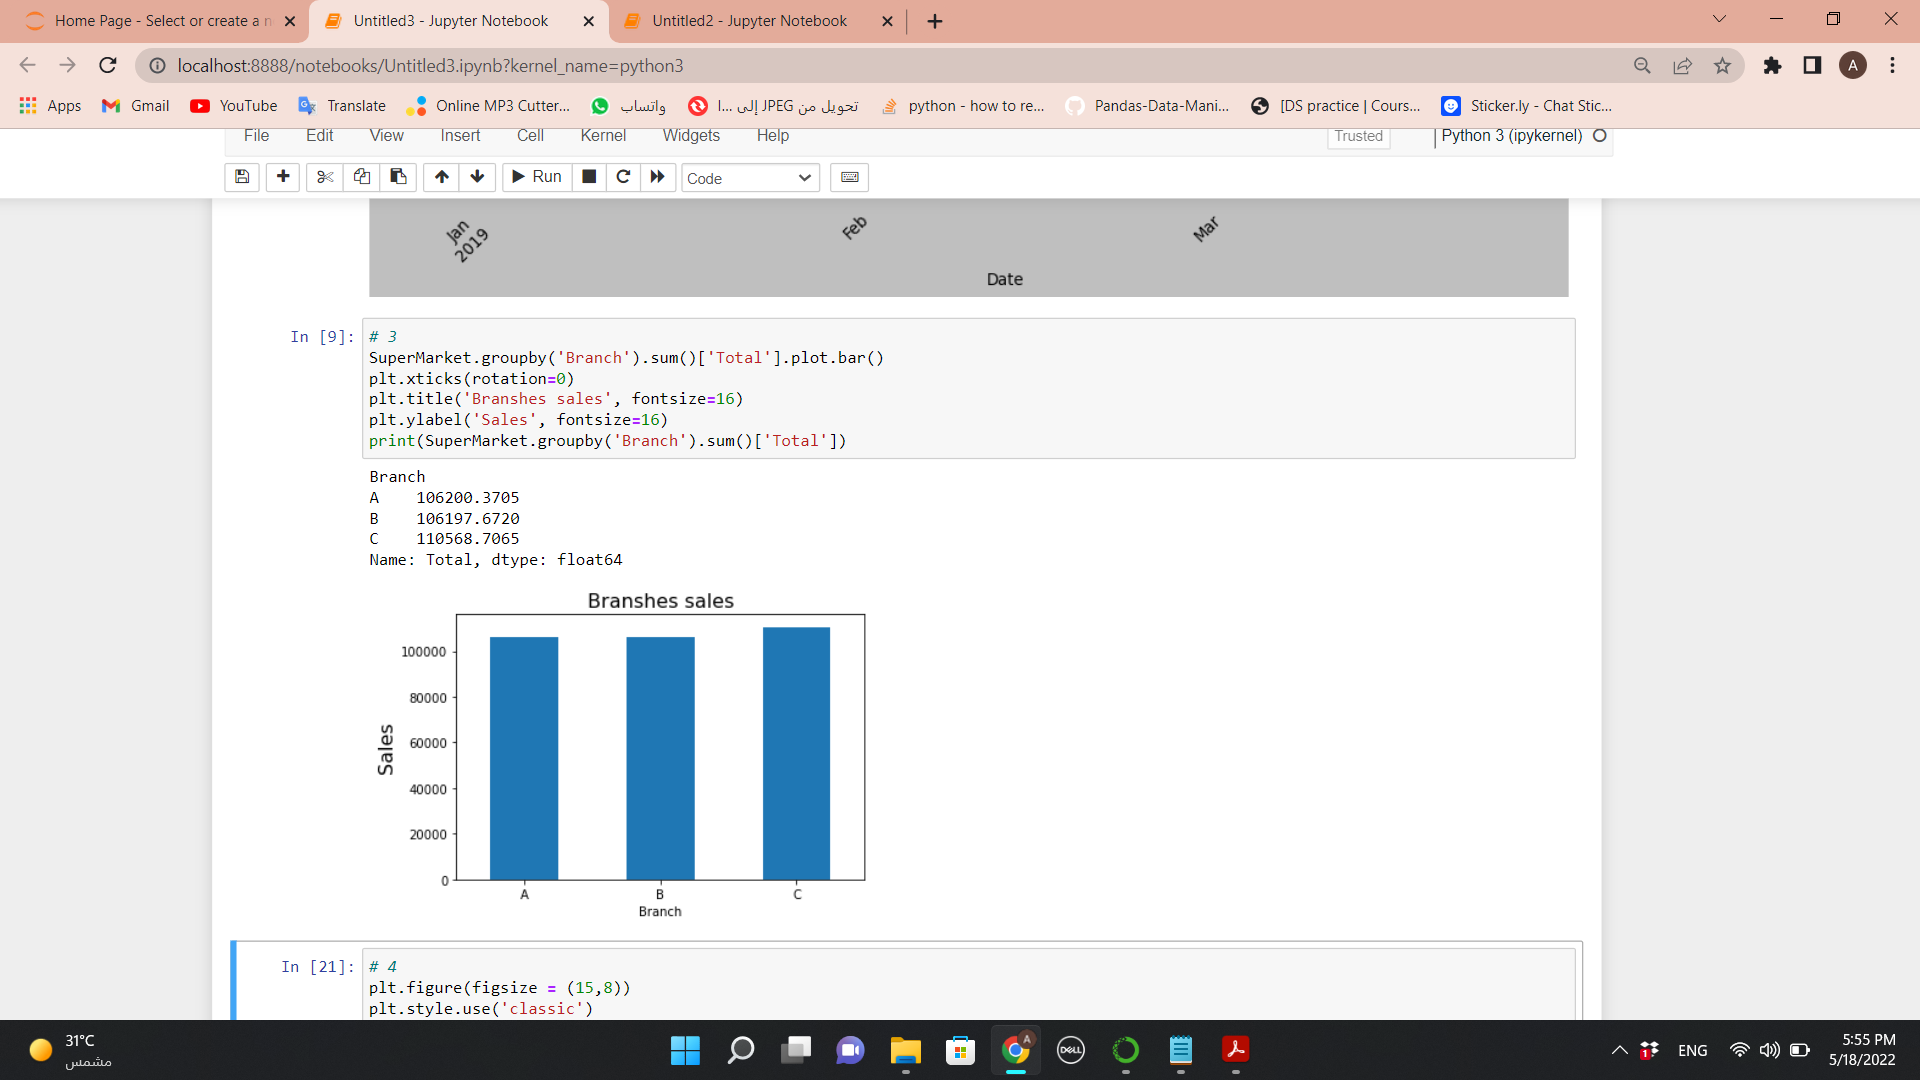 Home Page - Select or create a n
Untitled3 - Jupyter Notebook
Untitled2 - Jupyter Notebook
localhost:8888/notebooks/Untitled3.ipynb?kernel_name=python3
A
Apps
Gmail
YouTube
Translate
Online MP3 Cutter...
واتساب
تحويل من JPEG إلى I...
python - how to re...
Pandas-Data-Mani...
[DS practice | Cours...
Sticker.ly - Chat Stic...
File Edit View Insert Cell Kernel Widgets Help
Trusted
Python 3 (ipykernel)
Run
Code
Jan
2019
Feb
Mar
Date
In [9]:
# 3
SuperMarket.groupby('Branch').sum()['Total'].plot.bar()
plt.xticks(rotation=0)
plt.title('Branshes sales', fontsize=16)
plt.ylabel('Sales', fontsize=16)
print(SuperMarket.groupby('Branch').sum()['Total'])
Branch
A 106200.3705
B 106197.6720
C 110568.7065
Name: Total, dtype: float64
Branshes sales
100000
80000
60000
40000
20000
0
Sales
A B C
Branch
In [21]:
# 4
plt.figure(figsize = (15,8))
plt.style.use('classic')
31°C
مشمس
A
DELL
1
ENG
5:55 PM
5/18/2022